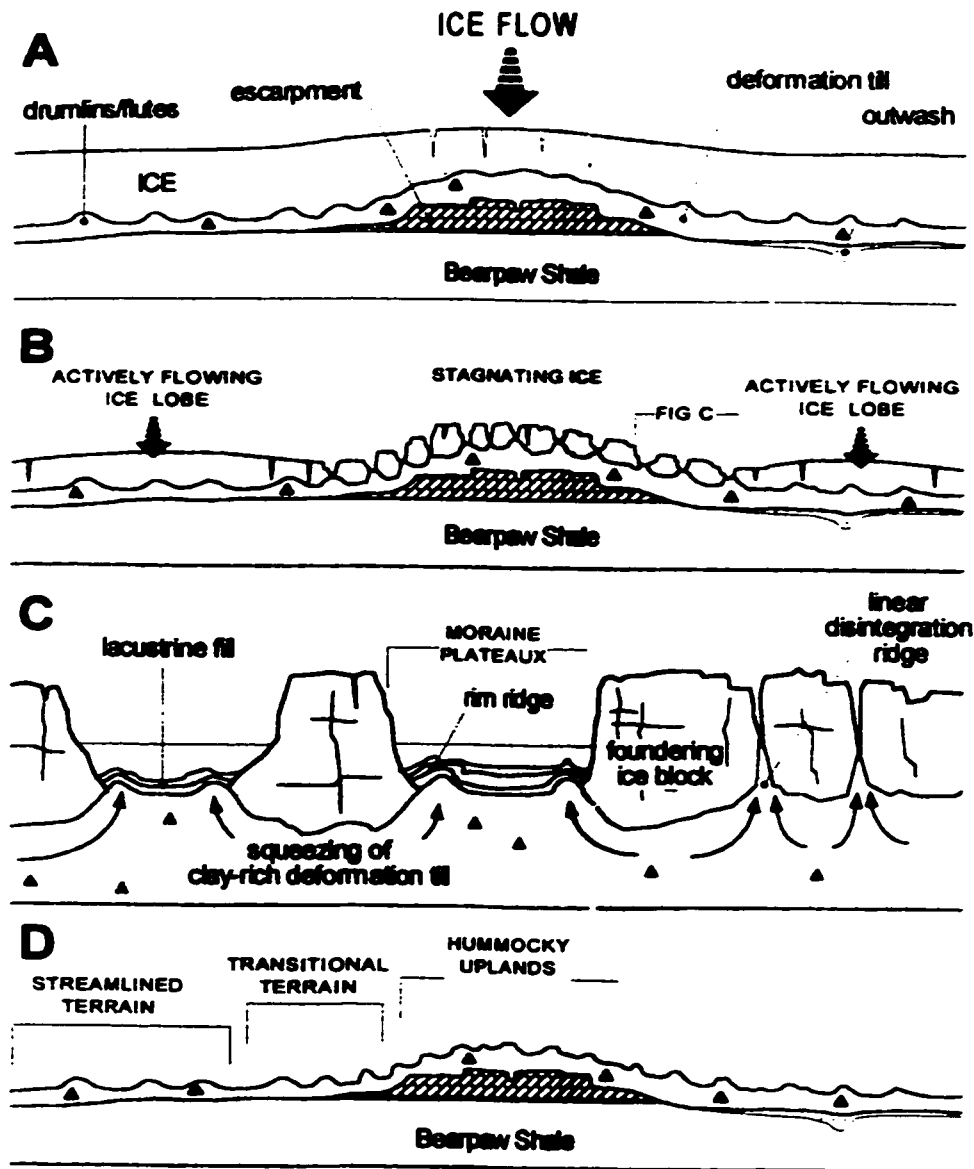 A
ICE FLOW
drumlins/flutes
escarpment
deformation till
outwash
ICE
Bearpaw Shale
B
ACTIVELY FLOWING
ICE LOBE
STAGNATING ICE
FIG C
ACTIVELY FLOWING
ICE LOBE
Bearpaw Shale
C
lacustrine fill
MORAINE
PLATEAUX
rim ridge
linear
disintegration
ridge
foundering
ice block
squeezing of
clay-rich deformation till
D
STREAMLINED
TERRAIN
TRANSITIONAL
TERRAIN
HUMMOCKY
UPLANDS
Bearpaw Shale